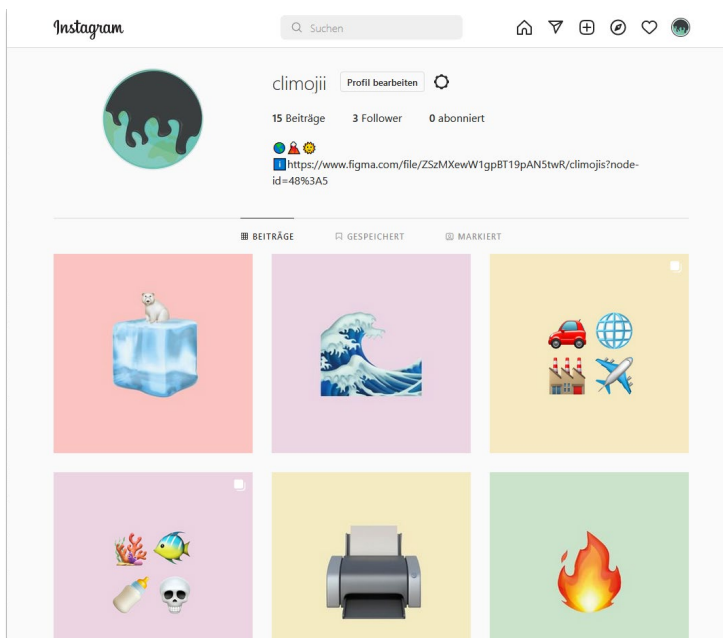 Instagram
Suchen
climojii Profil bearbeiten
15 Beiträge 3 Follower 0 abonniert
https://www.figma.com/file/ZSzMXewW1gpBT19pAN5twR/climojis?node-
id=48%3A5
BEITRÄGE GESPEICHERT MARKIERT